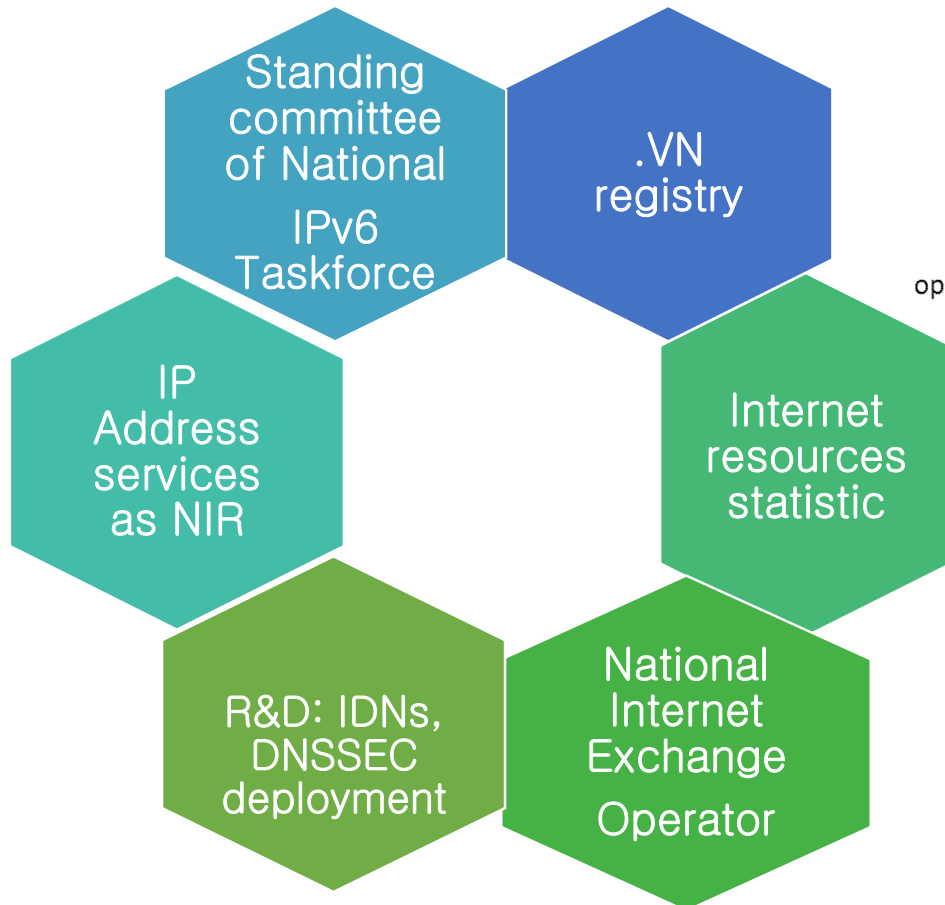 Standing
committee
of National
IPv6
Taskforce
.VN
registry
op
IP
Address
services
as NIR
Internet
resources
statistic
R&D: IDNs,
DNSSEC
deployment
National
Internet
Exchange
Operator